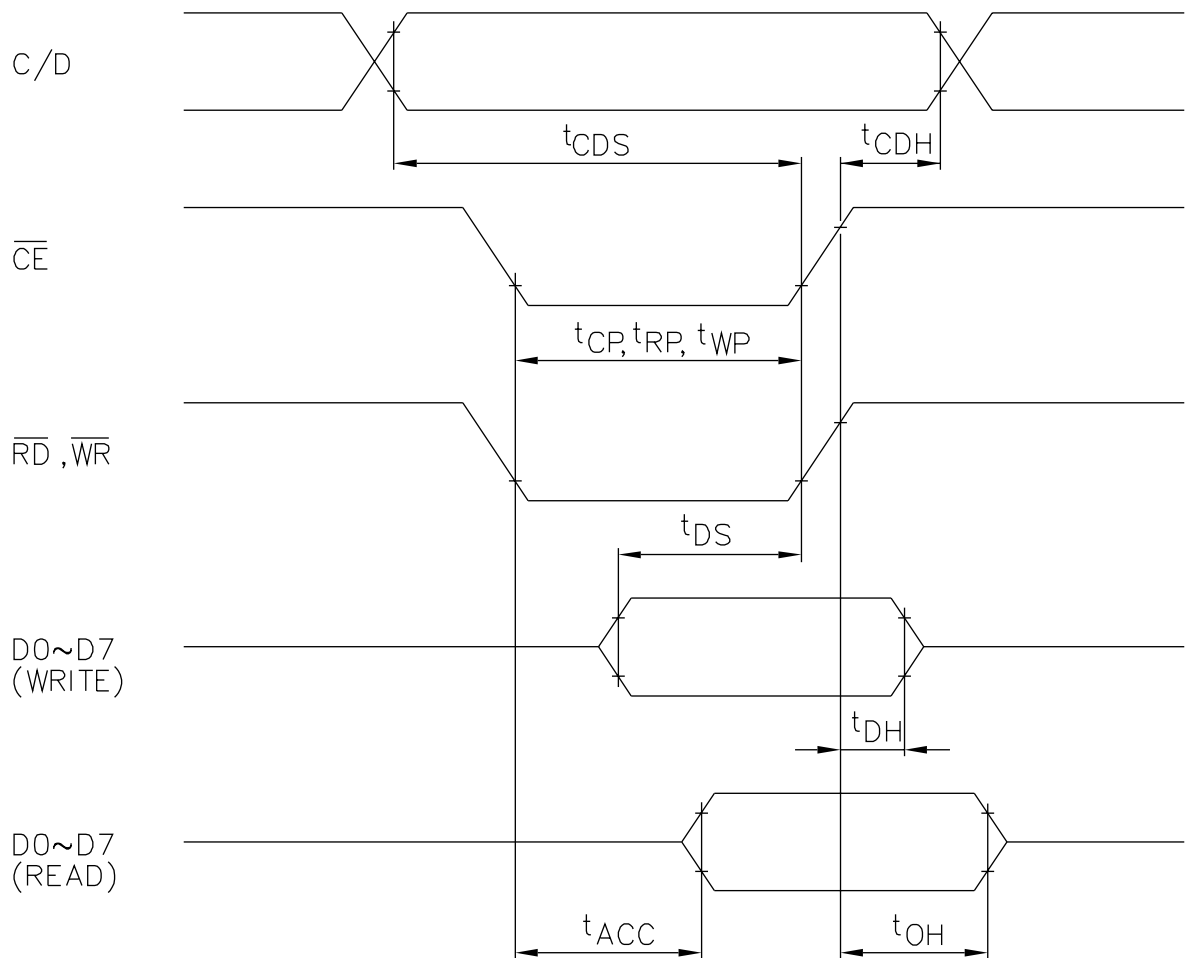 C/D
tCDS
tCDH
CE
tCP, tRP, tWP
RD ,WR
tDS
D0~D7
(WRITE)
tDH
D0~D7
(READ)
tACC
tOH